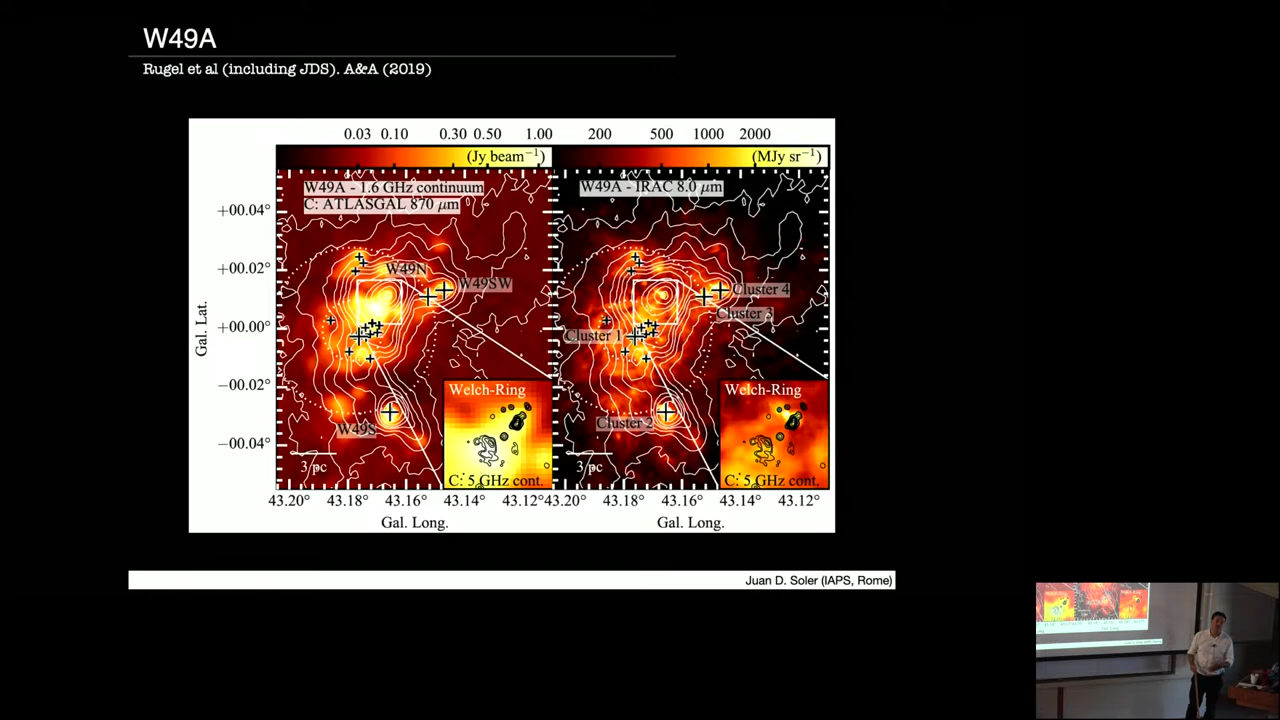 W49A
Rugel et al (including JDS). A&A (2019)
0.03 0.10 0.30 0.50 1.00
(Jy beam−1)
W49A - 1.6 GHz continuum
C: ATLASGAL 870 μm
W49N
W49SW
W49S
Welch-Ring
C: 5 GHz cont.
3 pc
200 500 1000 2000
(MJy sr−1)
W49A - IRAC 8.0 μm
Cluster 4
Cluster 3
Cluster 1
Cluster 2
Welch-Ring
C: 5 GHz cont.
3 pc
Gal. Lat.
+00.04°
+00.02°
+00.00°
−00.02°
−00.04°
43.20° 43.18° 43.16° 43.14° 43.12°
43.20° 43.18° 43.16° 43.14° 43.12°
Gal. Long.
Gal. Long.
Juan D. Soler (IAPS, Rome)